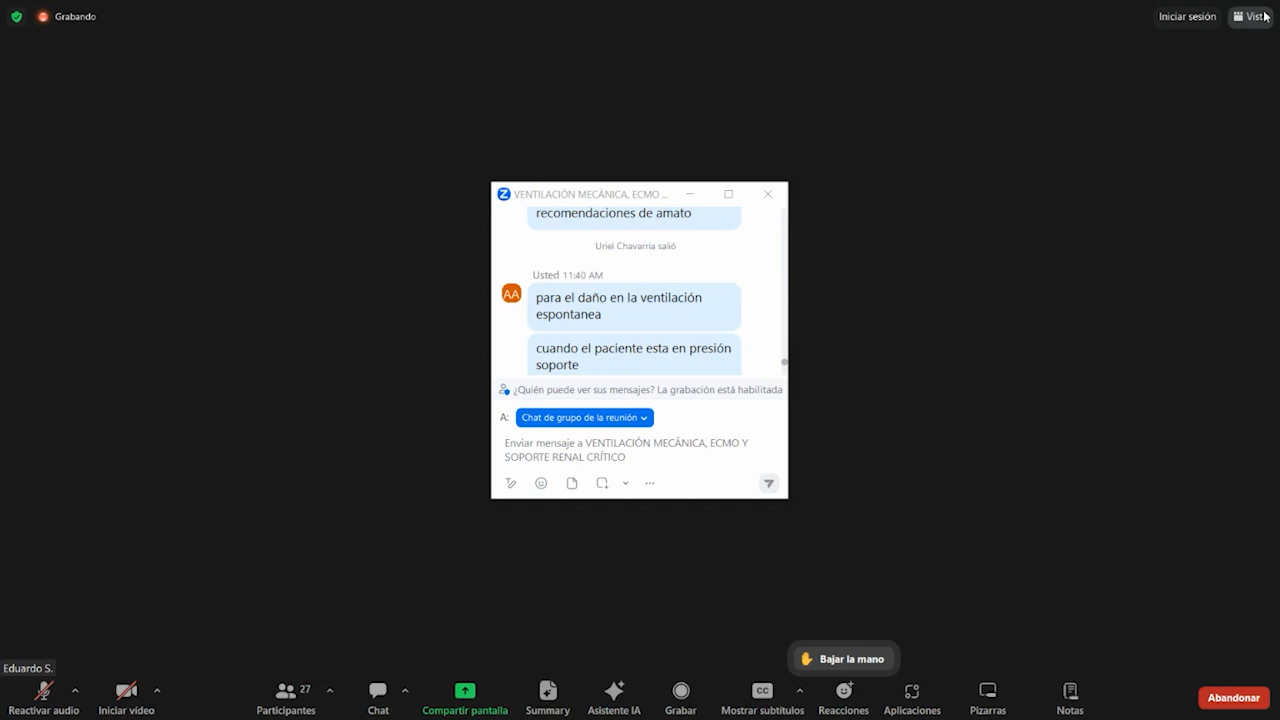 Grabando
Iniciar sesión
Vist
VENTILACIÓN MECÁNICA, ECMO ...
recomendaciones de amato
Uriel Chavarria salió
Usted 11:40 AM
AA
para el daño en la ventilación
espontanea
cuando el paciente esta en presión
soporte
¿Quién puede ver sus mensajes? La grabación está habilitada
A:
Chat de grupo de la reunión
Enviar mensaje a VENTILACIÓN MECÁNICA, ECMO Y
SOPORTE RENAL CRÍTICO
Bajar la mano
Eduardo S.
27
CC
Reactivar audio
Iniciar vídeo
Participantes
Chat
Compartir pantalla
Summary
Asistente IA
Grabar
Mostrar subtítulos
Reacciones
Aplicaciones
Pizarras
Notas
Abandonar